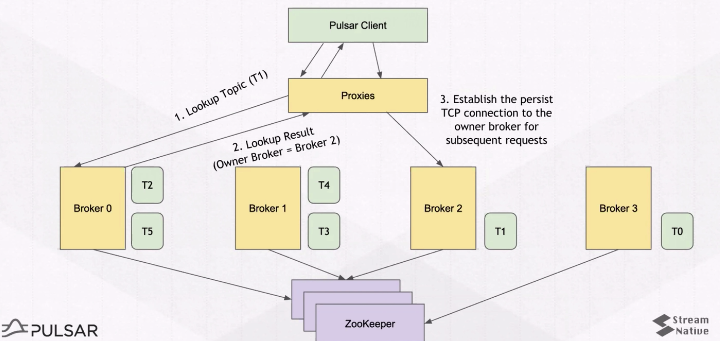 Pulsar Client
1. Lookup Topic (T1)
Proxies
3. Establish the persist
TCP connection to the
owner broker for
subsequent requests
2. Lookup Result
(Owner Broker = Broker 2)
Broker 0
T2
T5
Broker 1
T4
T3
Broker 2
T1
Broker 3
T0
ZooKeeper
PULSAR
Stream
Native